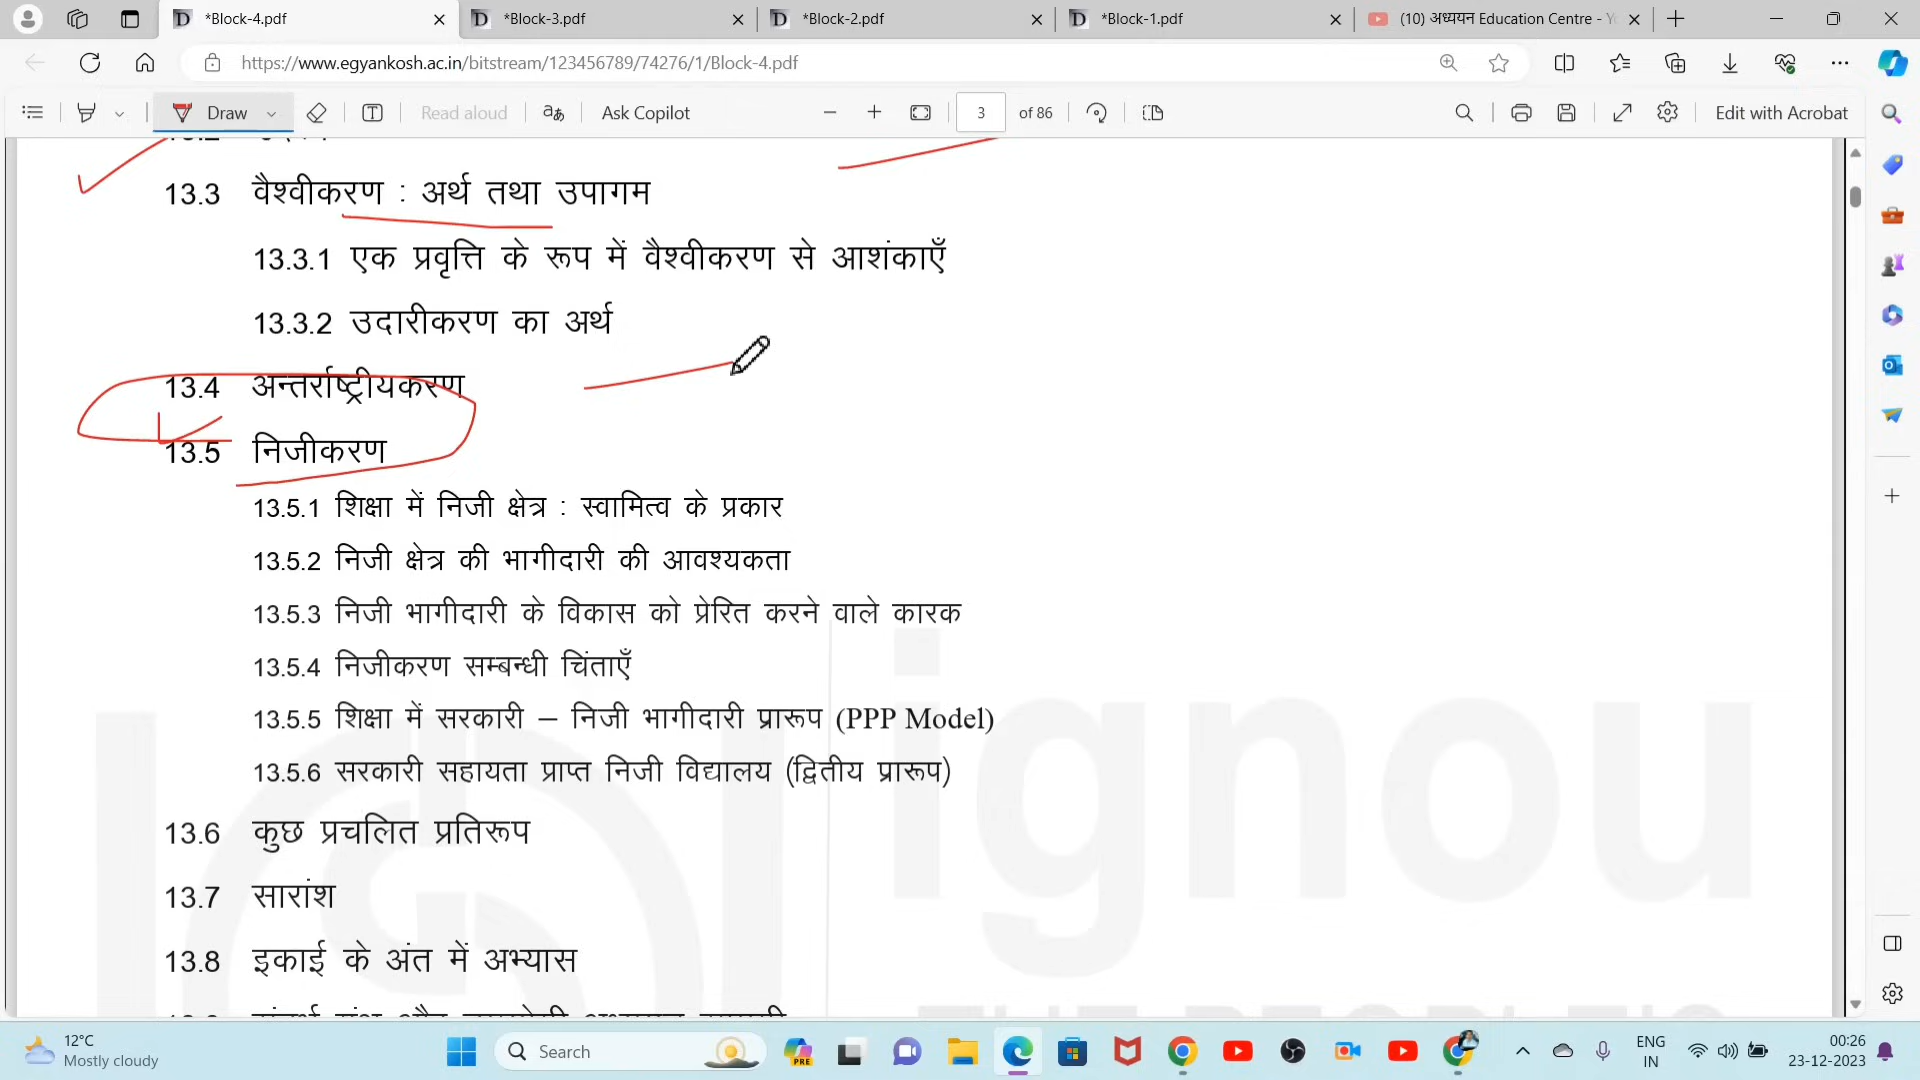 *Block-4.pdf
*Block-3.pdf
*Block-2.pdf
*Block-1.pdf
(10) अध्ययन Education Centre - Y
https://www.egyankosh.ac.in/bitstream/123456789/74276/1/Block-4.pdf
Draw
Read aloud
Ask Copilot
3
of 86
Edit with Acrobat
13.3 वैश्वीकरण : अर्थ तथा उपागम
13.3.1 एक प्रवृत्ति के रूप में वैश्वीकरण से आशंकाएँ
13.3.2 उदारीकरण का अर्थ
13.4 अन्तर्राष्ट्रीयकरण
13.5 निजीकरण
13.5.1 शिक्षा में निजी क्षेत्र : स्वामित्व के प्रकार
13.5.2 निजी क्षेत्र की भागीदारी की आवश्यकता
13.5.3 निजी भागीदारी के विकास को प्रेरित करने वाले कारक
13.5.4 निजीकरण सम्बन्धी चिंताएँ
13.5.5 शिक्षा में सरकारी – निजी भागीदारी प्रारूप (PPP Model)
13.5.6 सरकारी सहायता प्राप्त निजी विद्यालय (द्वितीय प्रारूप)
13.6 कुछ प्रचलित प्रतिरूप
13.7 सारांश
13.8 इकाई के अंत में अभ्यास
ignou
12°C
Mostly cloudy
Search
PRE
ENG
IN
00:26
23-12-2023